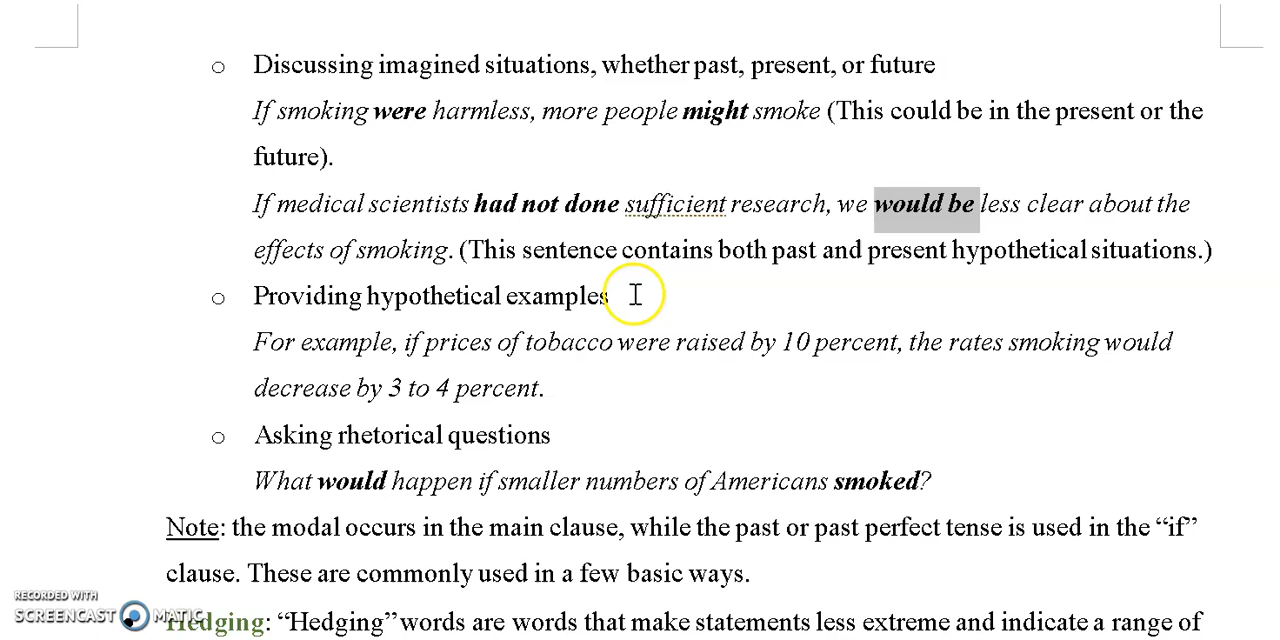 o Discussing imagined situations, whether past, present, or future
If smoking were harmless, more people might smoke (This could be in the present or the
future).
If medical scientists had not done sufficient research, we would be less clear about the
effects of smoking. (This sentence contains both past and present hypothetical situations.)
o Providing hypothetical examples
For example, if prices of tobacco were raised by 10 percent, the rates smoking would
decrease by 3 to 4 percent.
o Asking rhetorical questions
What would happen if smaller numbers of Americans smoked?
Note: the modal occurs in the main clause, while the past or past perfect tense is used in the “if”
clause. These are commonly used in a few basic ways.
RECORDED WITH
SCREENCAST MATIC
Hedging: “Hedging” words are words that make statements less extreme and indicate a range of